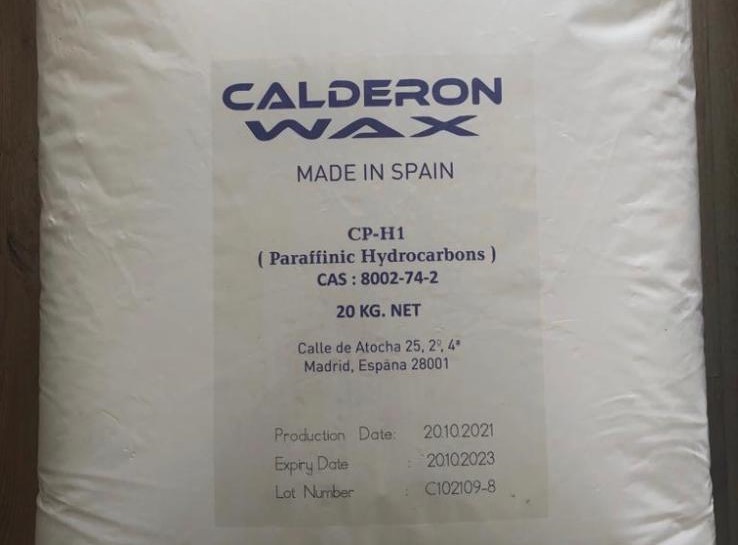 CALDERON
WAX
MADE IN SPAIN
CP-H1
( Paraffinic Hydrocarbons )
CAS : 8002-74-2
20 KG. NET
Calle de Atocha 25, 2º, 4ª
Madrid, Espãna 28001
Production Date: 20.10.2021
Expiry Date : 20.10.2023
Lot Number : C102109-8